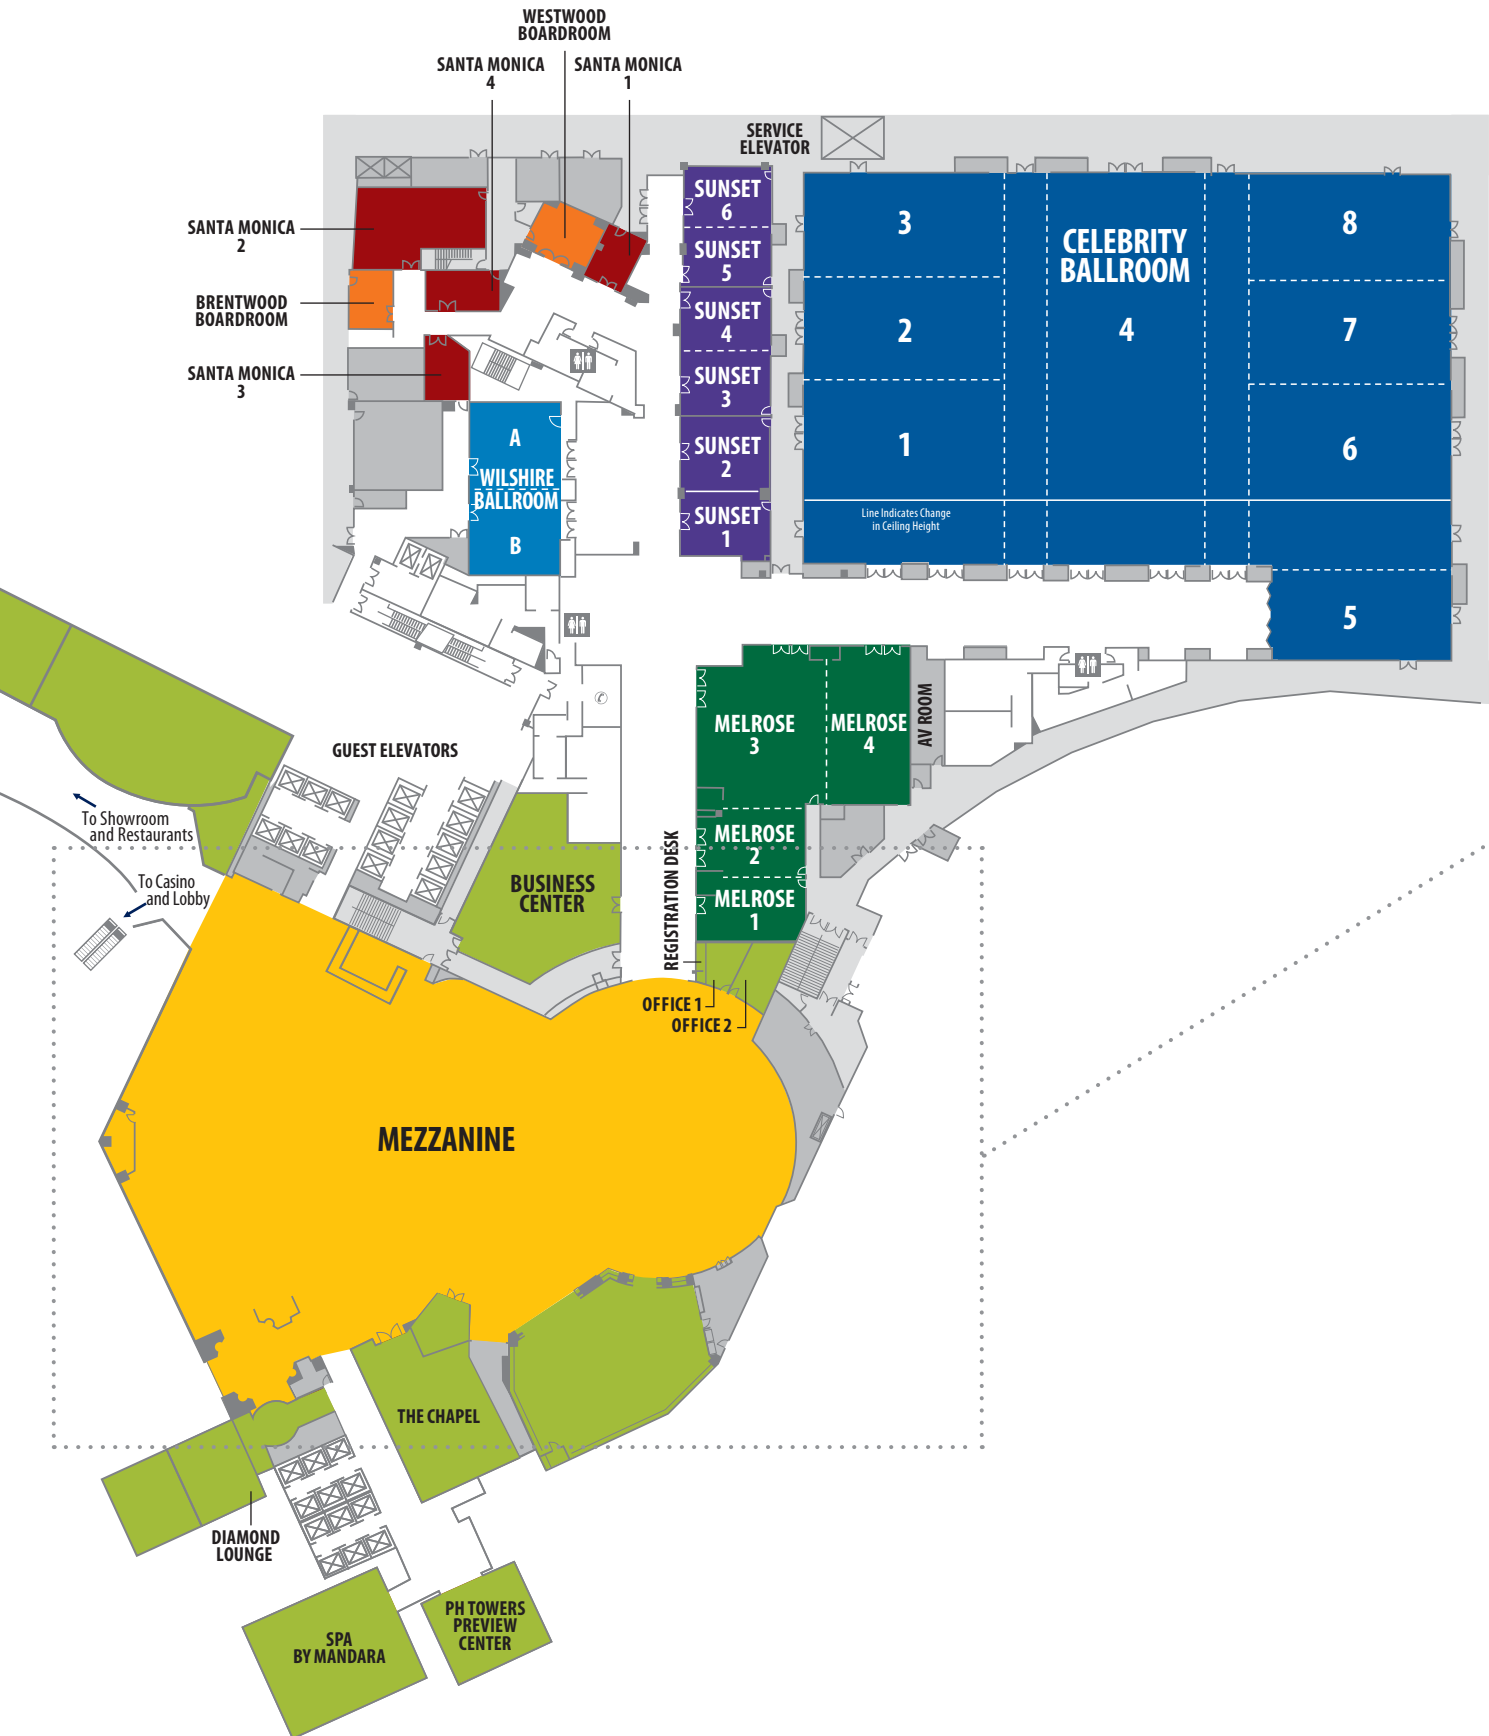 WESTWOOD
BOARDROOM
SANTA MONICA
4
SANTA MONICA
1
SERVICE
ELEVATOR
SANTA MONICA
2
BRENTWOOD
BOARDROOM
SANTA MONICA
3
SUNSET
6
SUNSET
5
SUNSET
4
SUNSET
3
SUNSET
2
SUNSET
1
3
2
1
CELEBRITY
BALLROOM
4
8
7
6
5
Line Indicates Change
in Ceiling Height
A
WILSHIRE
BALLROOM
B
MELROSE
3
MELROSE
4
AV ROOM
MELROSE
2
MELROSE
1
REGISTRATION DESK
OFFICE 1
OFFICE 2
GUEST ELEVATORS
To Showroom
and Restaurants
To Casino
and Lobby
BUSINESS
CENTER
MEZZANINE
THE CHAPEL
DIAMOND
LOUNGE
SPA
BY MANDARA
PH TOWERS
PREVIEW
CENTER